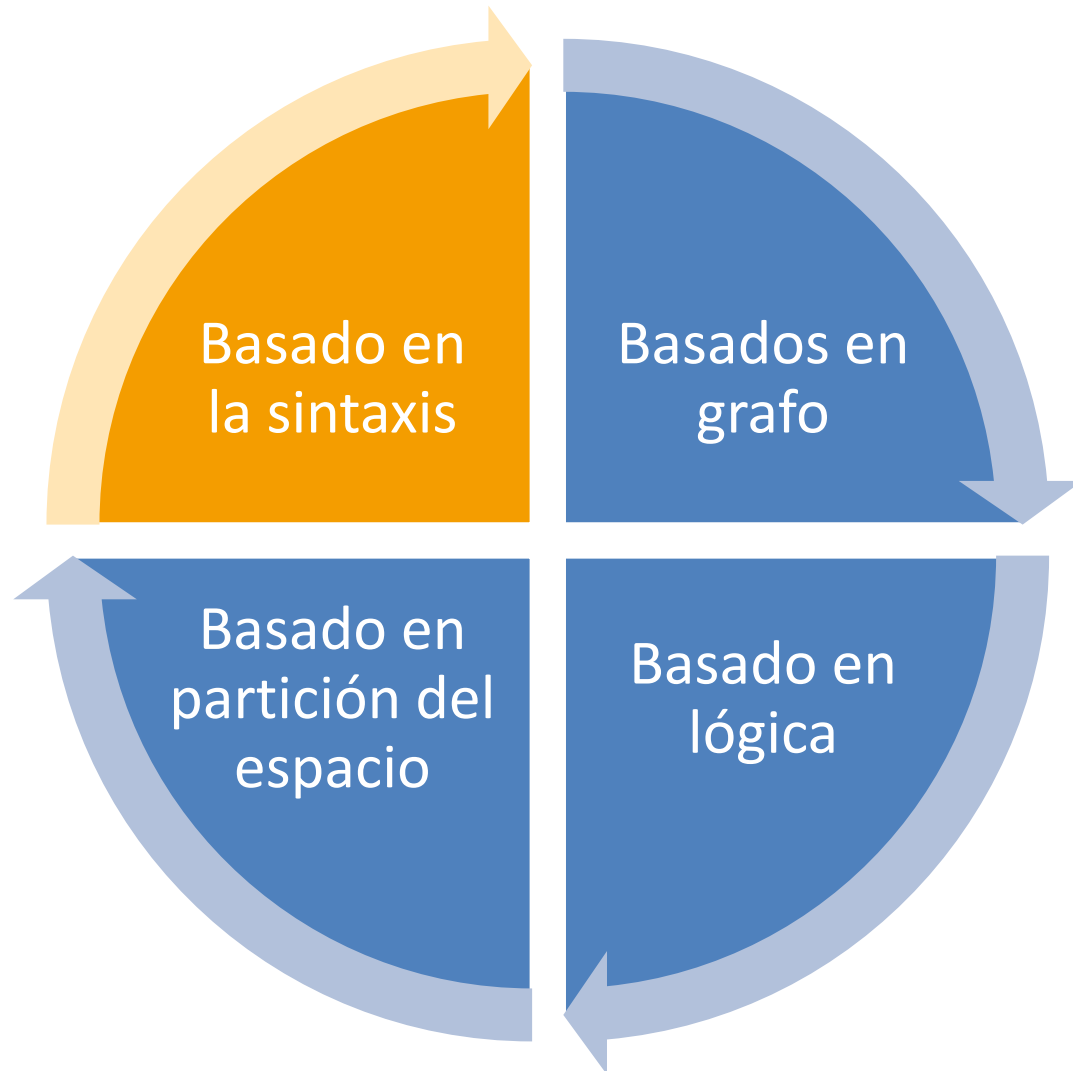 Basado en
la sintaxis
Basados en
grafo
Basado en
partición del
espacio
Basado en
lógica